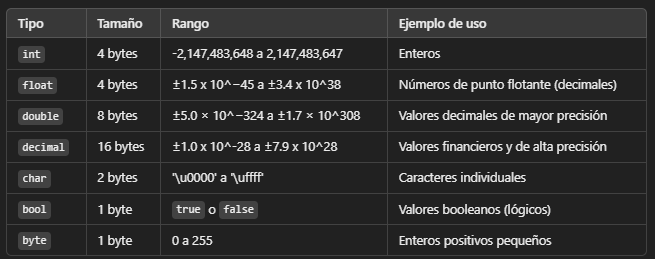 Tipo Tamaño Rango Ejemplo de uso
int 4 bytes -2,147,483,648 a 2,147,483,647 Enteros
float 4 bytes ±1.5 x 10^−45 a ±3.4 x 10^38 Números de punto flotante (decimales)
double 8 bytes ±5.0 × 10^−324 a ±1.7 × 10^308 Valores decimales de mayor precisión
decimal 16 bytes ±1.0 x 10^-28 a ±7.9 x 10^28 Valores financieros y de alta precisión
char 2 bytes '\u0000' a '\uffff' Caracteres individuales
bool 1 byte true o false Valores booleanos (lógicos)
byte 1 byte 0 a 255 Enteros positivos pequeños